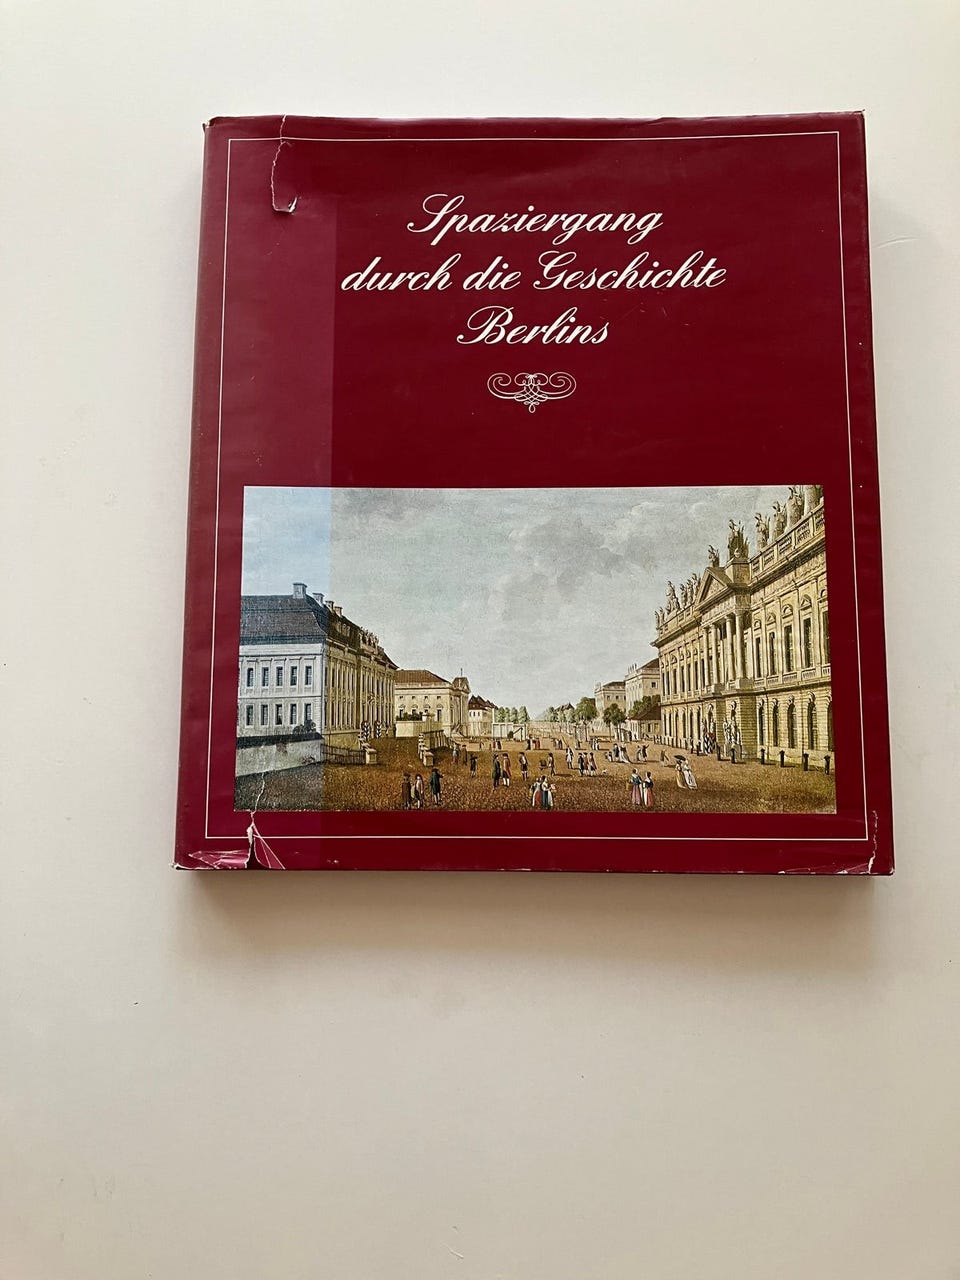 Spaziergang
durch die Geschichte
Berlins